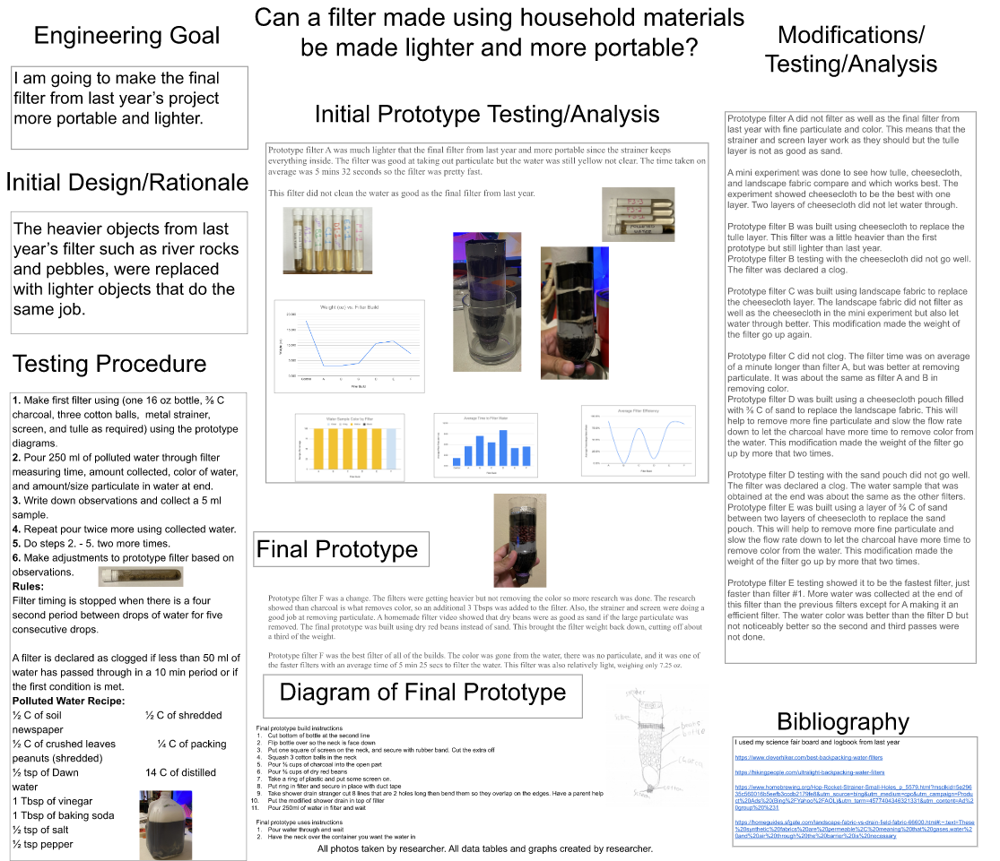 Can a filter made using household materials
be made lighter and more portable?
Engineering Goal
I am going to make the final
filter from last year's project
more portable and lighter.
Initial Design/Rationale
The heavier objects from last
year's filter such as river rocks
and pebbles, were replaced
with lighter objects that do the
same job.
Testing Procedure
1. Make first filter using (one 16 oz bottle, ⅜ C
charcoal, three cotton balls, metal strainer,
screen, and tulle as required) using the prototype
diagrams.
2. Pour 250 ml of polluted water through filter
measuring time, amount collected, color of water,
and amount/size particulate in water at end.
3. Write down observations and collect a 5 ml
sample.
4. Repeat pour twice more using collected water.
5. Do steps 2. - 5. two more times.
6. Make adjustments to prototype filter based on
observations.
Rules:
Filter timing is stopped when there is a four
second period between drops of water for five
consecutive drops.
A filter is declared as clogged if less than 50 ml of
water has passed through in a 10 min period or if
the first condition is met.
Polluted Water Recipe:
½ C of soil ½ C of shredded
newspaper
½ C of crushed leaves ¼ C of packing
peanuts (shredded)
½ tsp of Dawn 14 C of distilled
water
1 Tbsp of vinegar
1 Tbsp of baking soda
½ tsp of salt
½ tsp pepper
Initial Prototype Testing/Analysis
Prototype filter A was much lighter that the final filter from last year and more portable since the strainer keeps
everything inside. The filter was good at taking out particulate but the water was still yellow not clear. The time taken on
average was 5 mins 32 seconds so the filter was pretty fast.
This filter did not clean the water as good as the final filter from last year.
Weight (oz) vs. Filter Build
Filter Build
Water Sample Color by Filter
Average Time to Filter Water
Average Filter Efficiency
Final Prototype
Prototype filter F was a change. The filters were getting heavier but not removing the color so more research was done. The research
showed than charcoal is what removes color, so an additional 3 Tbsps was added to the filter. Also, the strainer and screen were doing a
good job at removing particulate. A homemade filter video showed that dry beans were as good as sand if the large particulate was
removed. The final prototype was built using dry red beans instead of sand. This brought the filter weight back down, cutting off about
a third of the weight.
Prototype filter F was the best filter of all of the builds. The color was gone from the water, there was no particulate, and it was one of
the faster filters with an average time of 5 min 25 secs to filter the water. This filter was also relatively light, weighing only 7.25 oz.
Diagram of Final Prototype
Final prototype build instructions
1. Cut bottom of bottle at the second line
2. Flip bottle over so the neck is face down
3. Put one square of screen on the neck, and secure with rubber band. Cut the extra off
4. Squash 3 cotton balls in the neck
5. Pour ⅜ cups of charcoal into the open part
6. Pour ⅜ cups of dry red beans
7. Take a ring of plastic and put some screen on.
8. Put ring in filter and secure in place with duct tape
9. Take shower drain stranger cut 8 lines that are 2 holes long then bend them so they overlap on the edges. Have a parent help
10. Put the modified shower drain in top of filter
11. Pour 250ml of water in filter and wait
Final prototype uses instructions
1. Pour water through and wait
2. Have the neck over the container you want the water in
All photos taken by researcher. All data tables and graphs created by researcher.
Modifications/
Testing/Analysis
Prototype filter A did not filter as well as the final filter from
last year with fine particulate and color. This means that the
strainer and screen layer work as they should but the tulle
layer is not as good as sand.
A mini experiment was done to see how tulle, cheesecloth,
and landscape fabric compare and which works best. The
experiment showed cheesecloth to be the best with one
layer. Two layers of cheesecloth did not let water through.
Prototype filter B was built using cheesecloth to replace the
tulle layer. This filter was a little heavier than the first
prototype but still lighter than last year.
Prototype filter B testing with the cheesecloth did not go well.
The filter was declared a clog.
Prototype filter C was built using landscape fabric to replace
the cheesecloth layer. The landscape fabric did not filter as
well as the cheesecloth in the mini experiment but also let
water through better. This modification made the weight of
the filter go up again.
Prototype filter C did not clog. The filter time was on average
of a minute longer than filter A, but was better at removing
particulate. It was about the same as filter A and B in
removing color.
Prototype filter D was built using a cheesecloth pouch filled
with ⅜ C of sand to replace the landscape fabric. This will
help to remove more fine particulate and slow the flow rate
down to let the charcoal have more time to remove color from
the water. This modification made the weight of the filter go
up by more that two times.
Prototype filter D testing with the sand pouch did not go well.
The filter was declared a clog. The water sample that was
obtained at the end was about the same as the other filters.
Prototype filter E was built using a layer of ⅜ C of sand
between two layers of cheesecloth to replace the sand
pouch. This will help to remove more fine particulate and
slow the flow rate down to let the charcoal have more time to
remove color from the water. This modification made the
weight of the filter go up by more that two times.
Prototype filter E testing showed it to be the fastest filter, just
faster than filter #1. More water was collected at the end of
this filter than the previous filters except for A making it an
efficient filter. The water color was better than the filter D but
not noticeably better so the second and third passes were
not done.
Bibliography
I used my science fair board and logbook from last year
https://www.cleverhiker.com/best-backpacking-water-filters
https://hikingpeople.com/ultralight-backpacking-water-filters